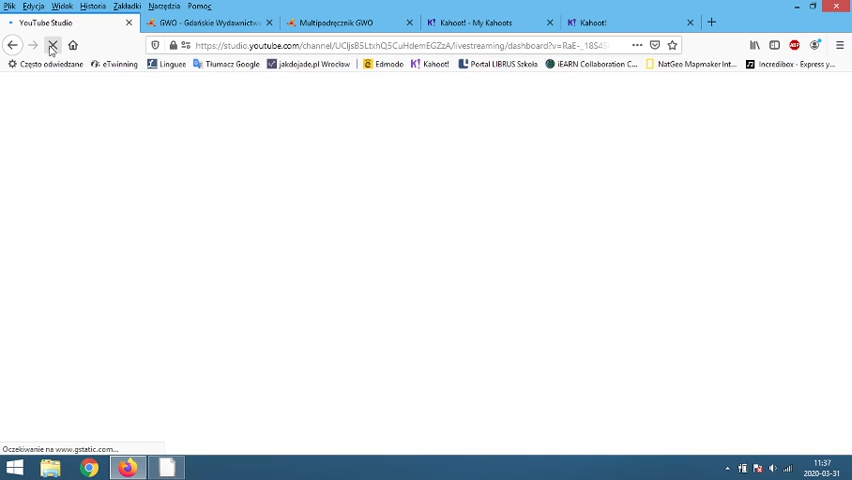 Plik Edycja Widok Historia Zakładki Narzędzia Pomoc
YouTube Studio GWO - Gdańskie Wydawnictwo Multipodręcznik GWO Kahoot! - My Kahoots Kahoot!
https://studio.youtube.com/channel/UCljsB5LtxhQ5CuHdemEGZzA/livestreaming/dashboard?v=RaE-_18S4S
Często odwiedzane eTwinning Linguee Tłumacz Google jakdojade.pl Wrocław Edmodo Kahoot! Portal LIBRUS Szkoła iEARN Collaboration C... NatGeo Mapmaker Int... Incredibox - Express y...
Oczekiwanie na www.gstatic.com...
11:37
2020-03-31